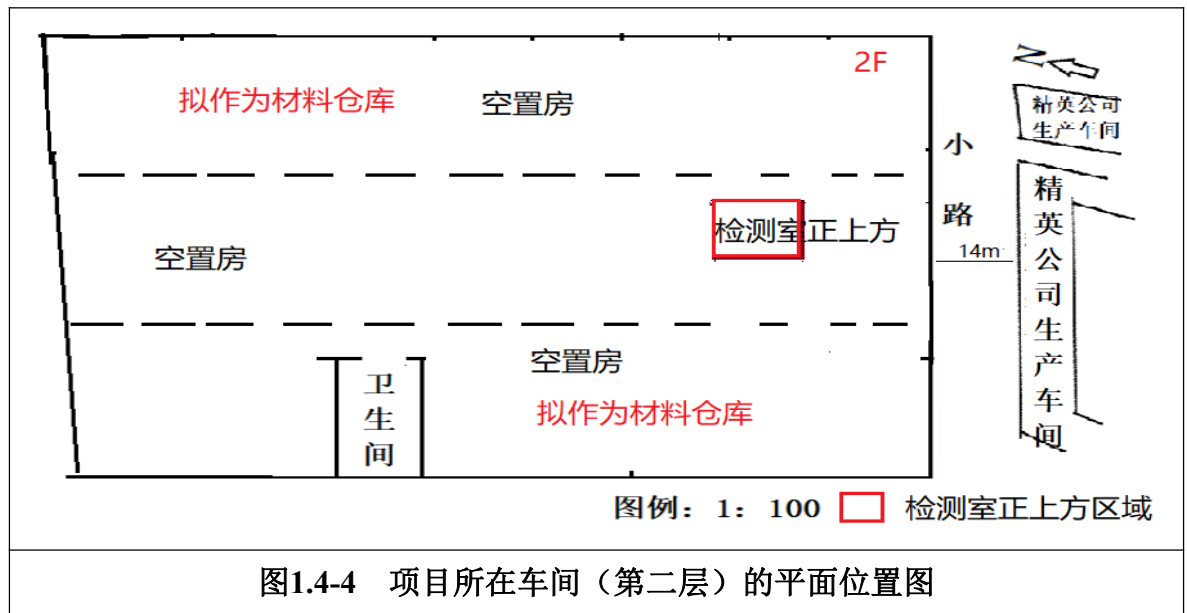 2F
N
拟作为材料仓库
空置房
精英公司
生产车间
小路
检测室正上方
空置房
14m
精英公司生产车间
空置房
拟作为材料仓库
卫生间
图例：1：100
检测室正上方区域
图1.4-4 项目所在车间（第二层）的平面位置图